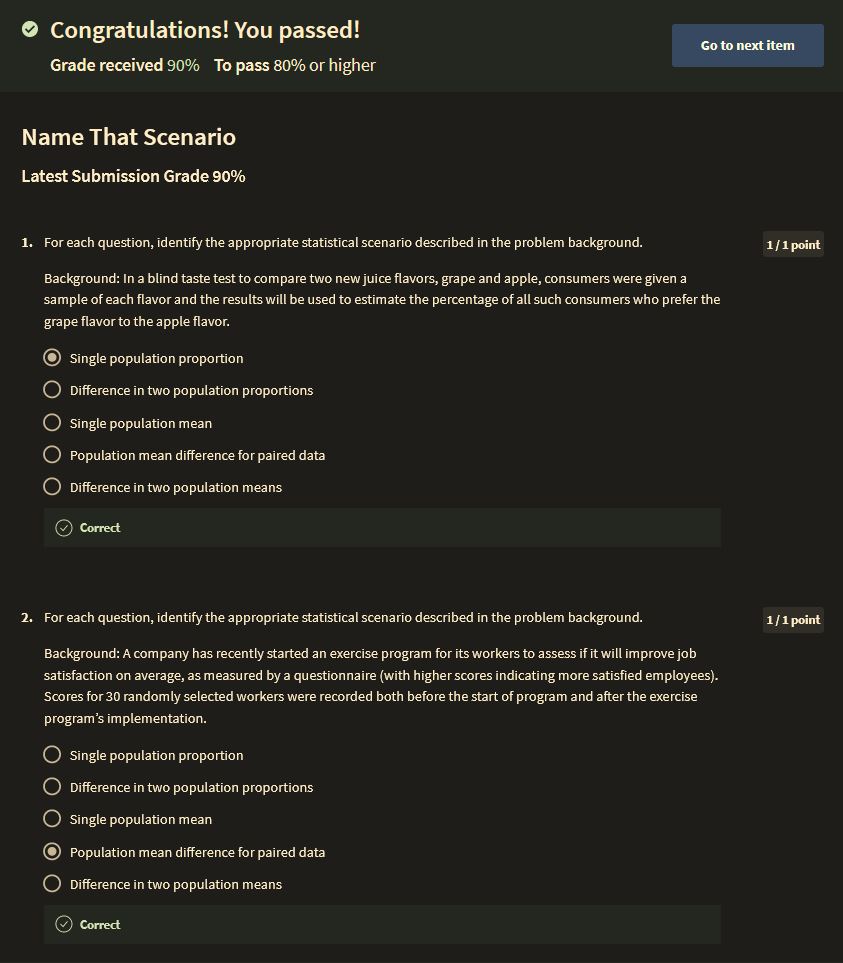 Congratulations! You passed!
Grade received 90% To pass 80% or higher
Go to next item
Name That Scenario
Latest Submission Grade 90%
1. For each question, identify the appropriate statistical scenario described in the problem background.
1 / 1 point
Background: In a blind taste test to compare two new juice flavors, grape and apple, consumers were given a
sample of each flavor and the results will be used to estimate the percentage of all such consumers who prefer the
grape flavor to the apple flavor.
Single population proportion
Difference in two population proportions
Single population mean
Population mean difference for paired data
Difference in two population means
Correct
2. For each question, identify the appropriate statistical scenario described in the problem background.
1 / 1 point
Background: A company has recently started an exercise program for its workers to assess if it will improve job
satisfaction on average, as measured by a questionnaire (with higher scores indicating more satisfied employees).
Scores for 30 randomly selected workers were recorded both before the start of program and after the exercise
program’s implementation.
Single population proportion
Difference in two population proportions
Single population mean
Population mean difference for paired data
Difference in two population means
Correct